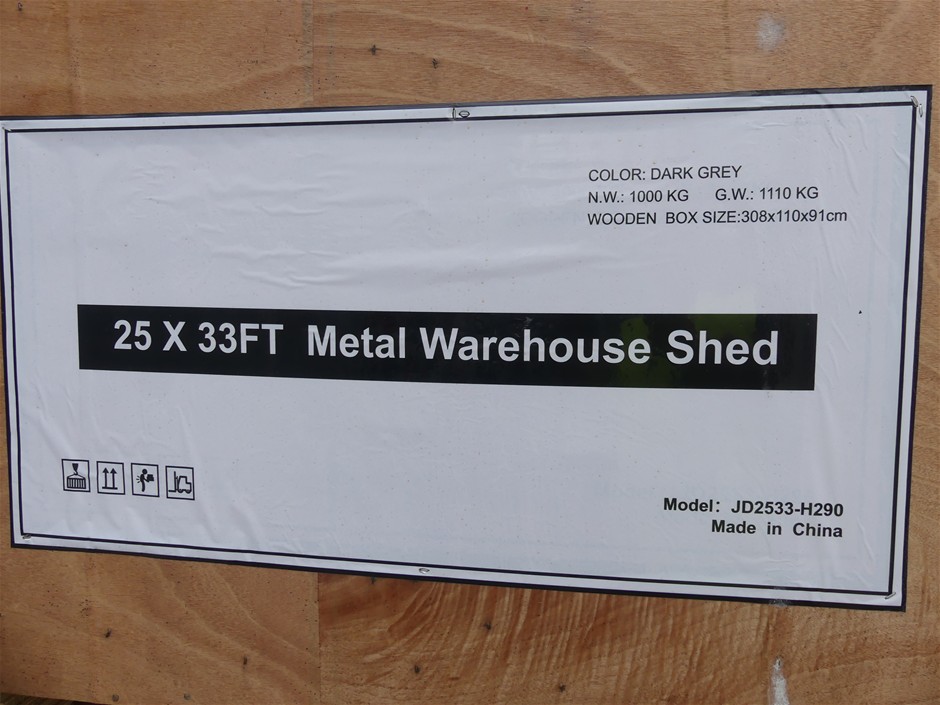 COLOR: DARK GREY
N.W.: 1000 KG G.W.: 1110 KG
WOODEN BOX SIZE:308x110x91cm
25 X 33FT Metal Warehouse Shed
Model: JD2533-H290
Made in China